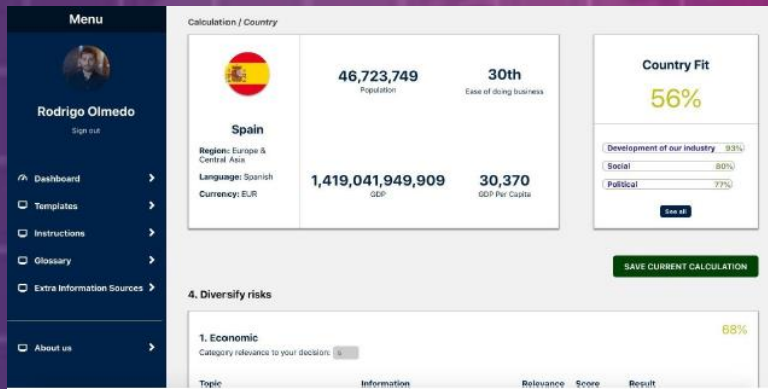 Menu
Rodrigo Olmedo
Sign out
Dashboard
Templates
Instructions
Glossary
Extra Information Sources
About us
Calculation / Country
Spain
Region: Europe &
Central Asia
Language: Spanish
Currency: EUR
46,723,749
Population
30th
Ease of doing business
1,419,041,949,909
GDP
30,370
GDP Per Capita
Country Fit
56%
Development of our industry 93%
Social 80%
Political 77%
See all
SAVE CURRENT CALCULATION
4. Diversify risks
1. Economic
68%
Category relevance to your decision:
Topic Information Relevance Score Result